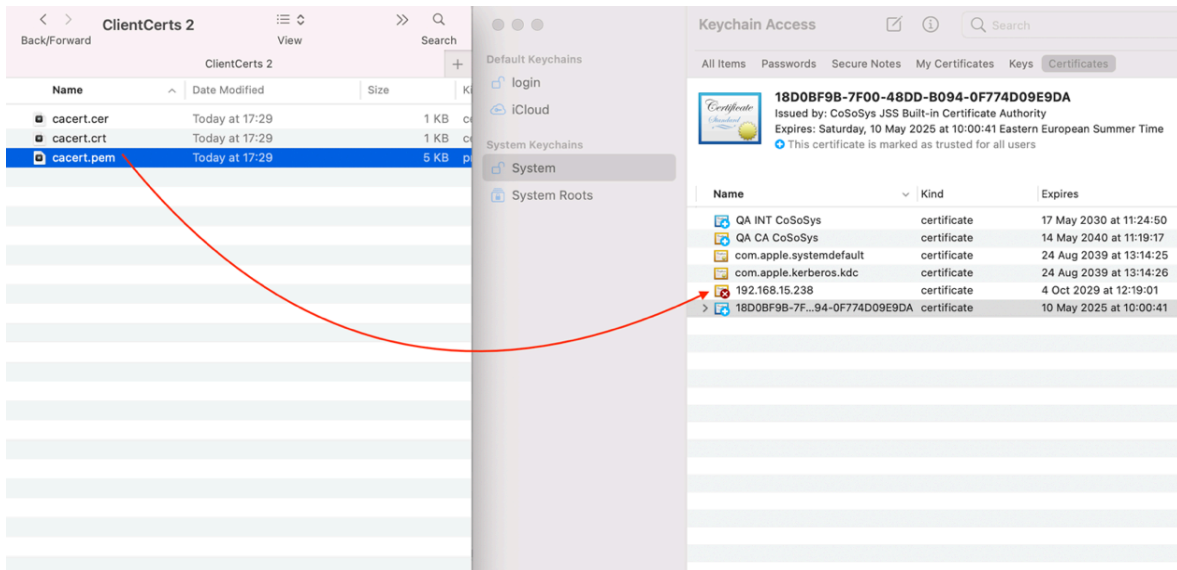 ClientCerts 2
Back/Forward
View
Search
ClientCerts 2
+
Name
Date Modified
Size
Ki
cacert.cer
Today at 17:29
1 KB
ce
cacert.crt
Today at 17:29
1 KB
ce
cacert.pem
Today at 17:29
5 KB
Default Keychains
login
iCloud
System Keychains
System
System Roots
Keychain Access
Search
All Items
Passwords
Secure Notes
My Certificates
Keys
Certificates
Certificate
Standard
18D0BF9B-7F00-48DD-B094-0F774D09E9DA
Issued by: CoSoSys JSS Built-in Certificate Authority
Expires: Saturday, 10 May 2025 at 10:00:41 Eastern European Summer Time
This certificate is marked as trusted for all users
Name
Kind
Expires
QA INT CoSoSys
certificate
17 May 2030 at 11:24:50
QA CA CoSoSys
certificate
14 May 2040 at 11:19:17
com.apple.systemdefault
certificate
24 Aug 2039 at 13:14:25
com.apple.kerberos.kdc
certificate
24 Aug 2039 at 13:14:26
192.168.15.238
certificate
4 Oct 2029 at 12:19:01
18D0BF9B-7F...94-0F774D09E9DA
certificate
10 May 2025 at 10:00:41